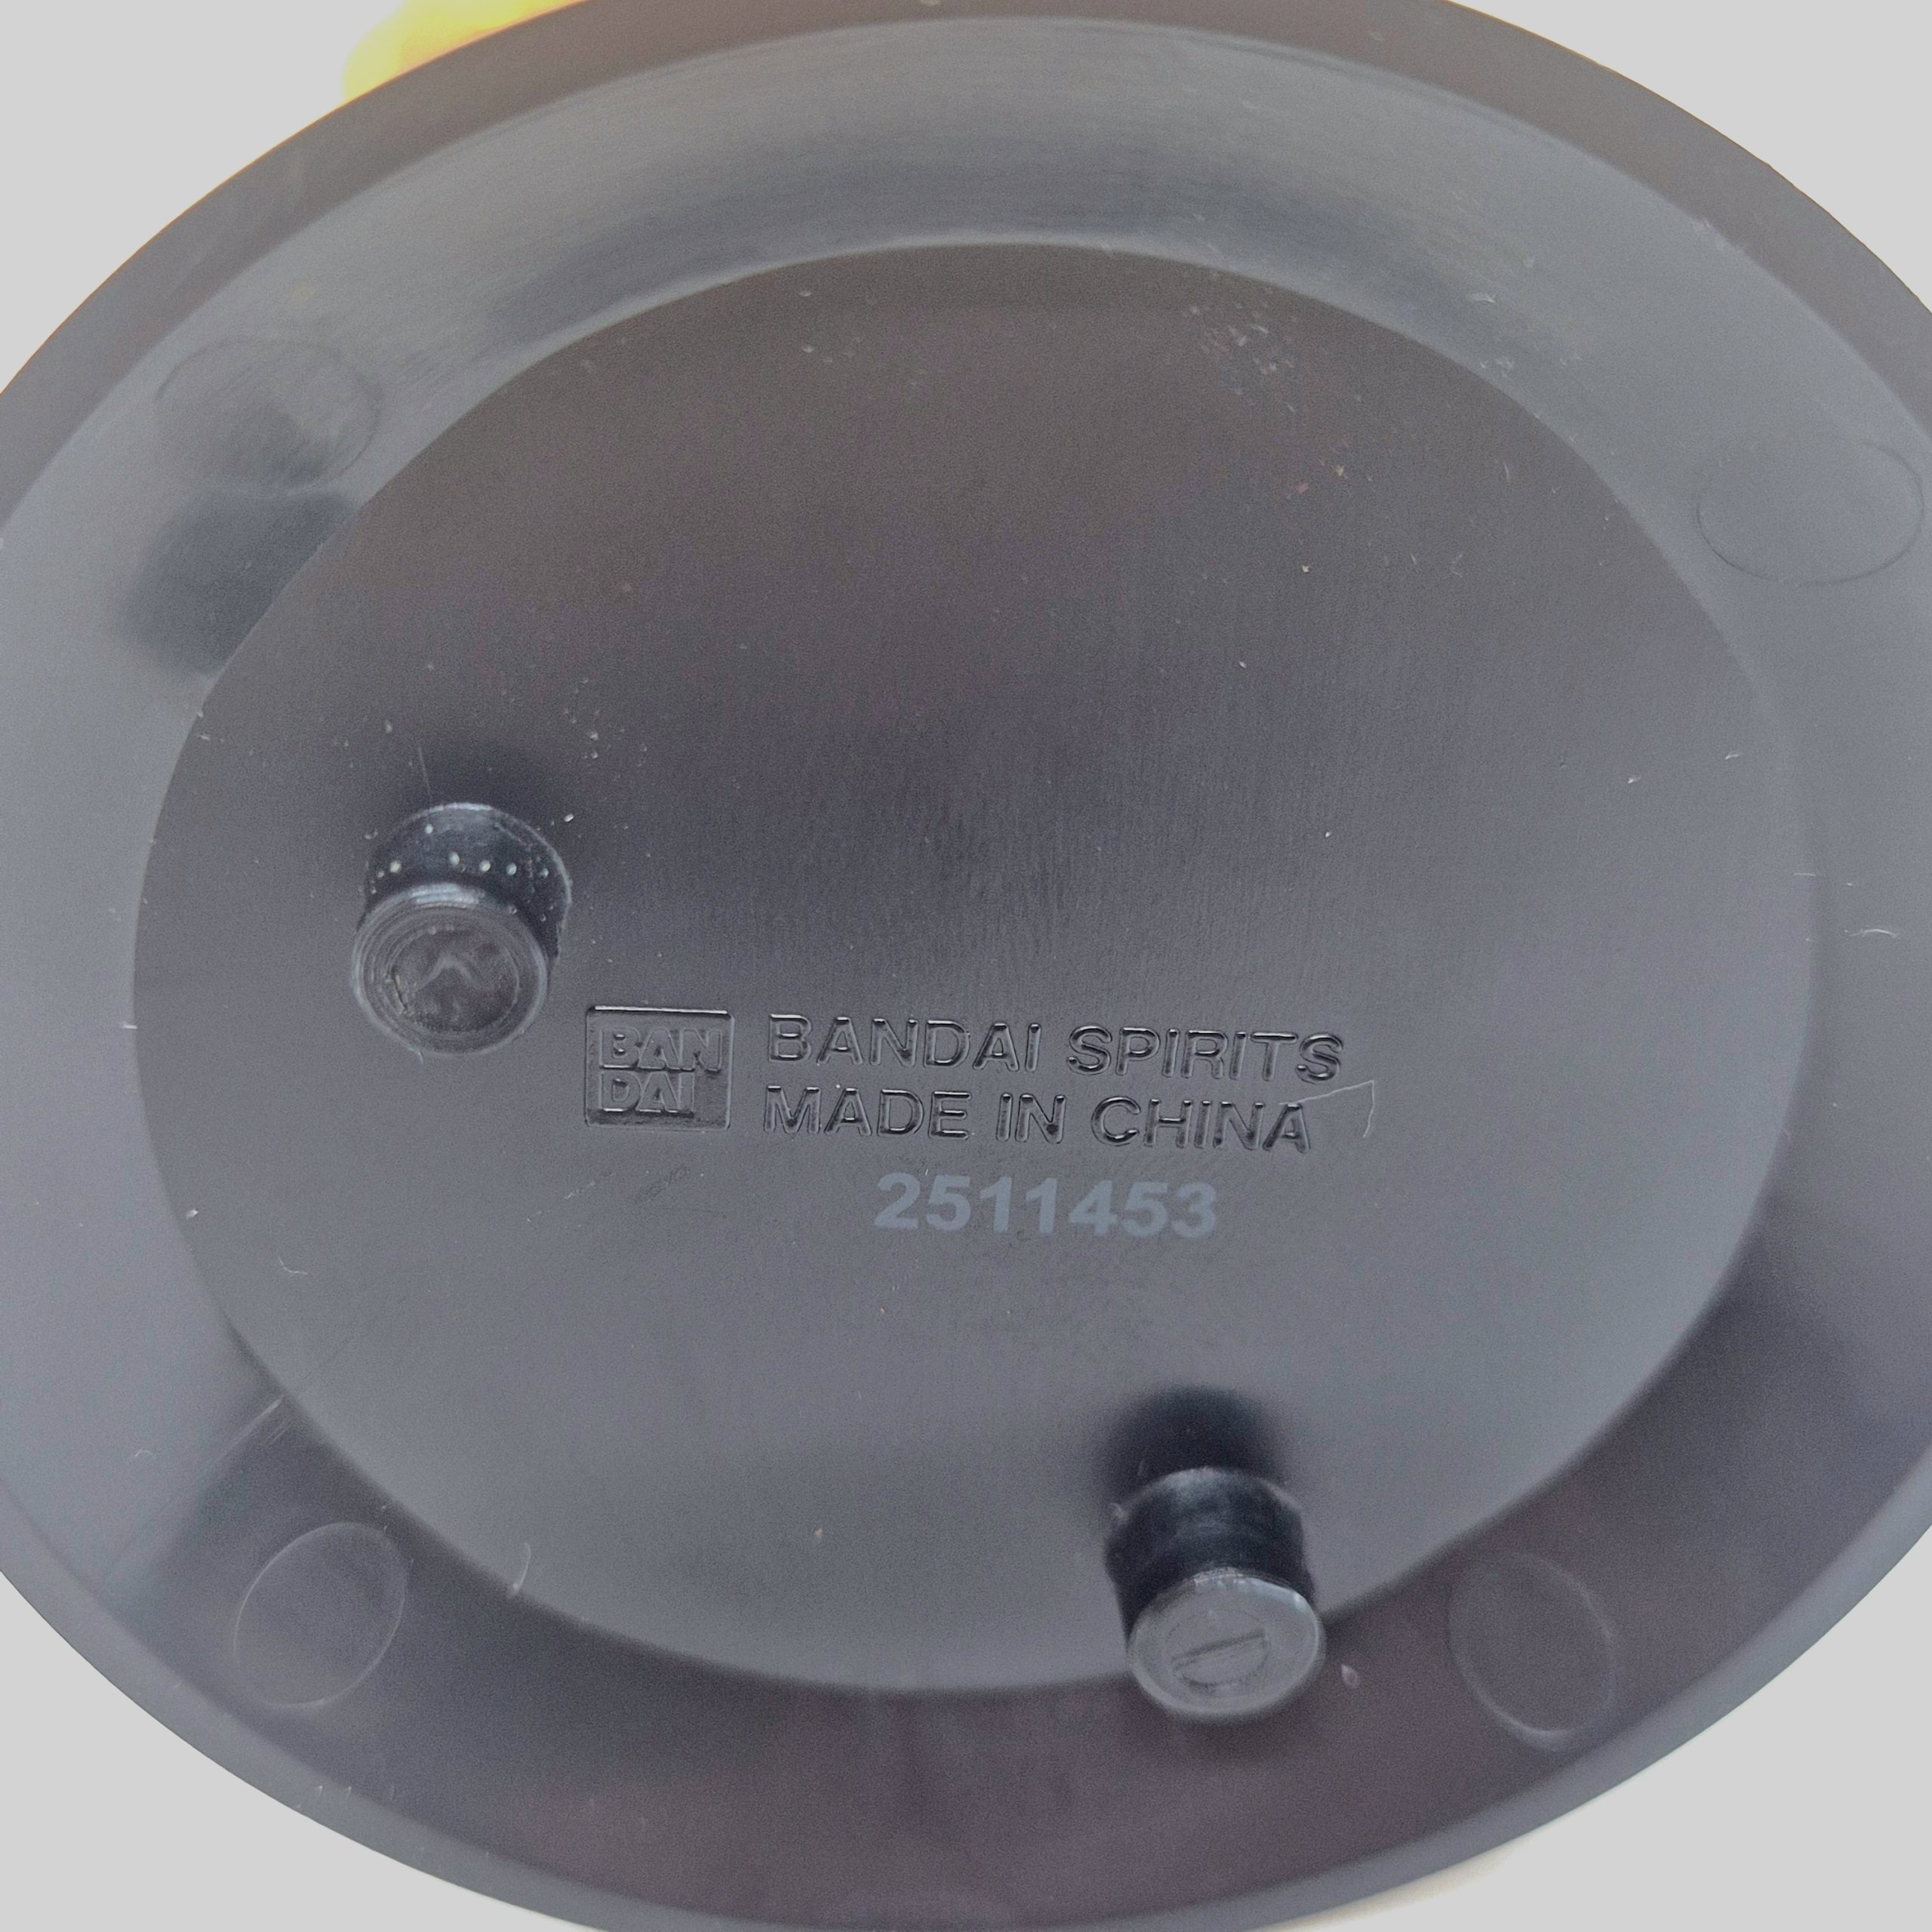 BAN
DAI
BANDAI SPIRITS
MADE IN CHINA
2511453